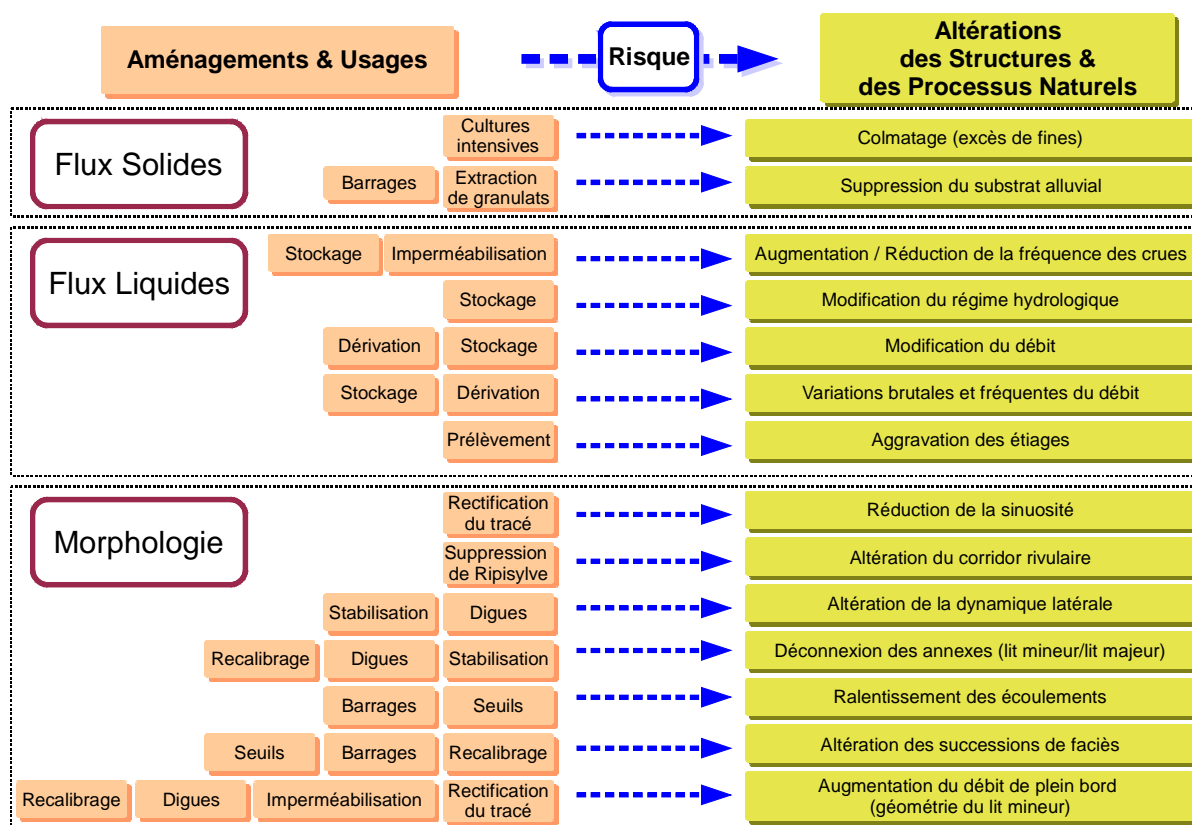 Aménagements & Usages
Risque
Altérations
des Structures &
des Processus Naturels
Flux Solides
Cultures
intensives
Colmatage (excès de fines)
Barrages
Extraction
de granulats
Suppression du substrat alluvial
Flux Liquides
Stockage
Imperméabilisation
Augmentation / Réduction de la fréquence des crues
Stockage
Modification du régime hydrologique
Dérivation
Stockage
Modification du débit
Stockage
Dérivation
Variations brutales et fréquentes du débit
Prélèvement
Aggravation des étiages
Morphologie
Rectification
du tracé
Réduction de la sinuosité
Suppression
de Ripisylve
Altération du corridor rivulaire
Stabilisation
Digues
Altération de la dynamique latérale
Recalibrage
Digues
Stabilisation
Déconnexion des annexes (lit mineur/lit majeur)
Barrages
Seuils
Ralentissement des écoulements
Seuils
Barrages
Recalibrage
Altération des successions de faciès
Recalibrage
Digues
Imperméabilisation
Rectification
du tracé
Augmentation du débit de plein bord
(géométrie du lit mineur)